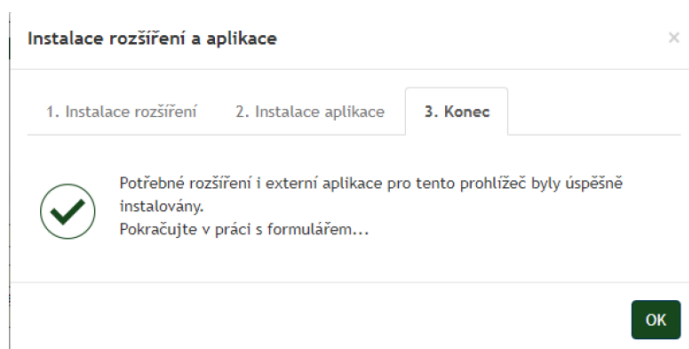 Instalace rozšíření a aplikace
×
1. Instalace rozšíření 2. Instalace aplikace 3. Konec
Potřebné rozšíření i externí aplikace pro tento prohlížeč byly úspěšně
instalovány.
Pokračujte v práci s formulářem...
OK